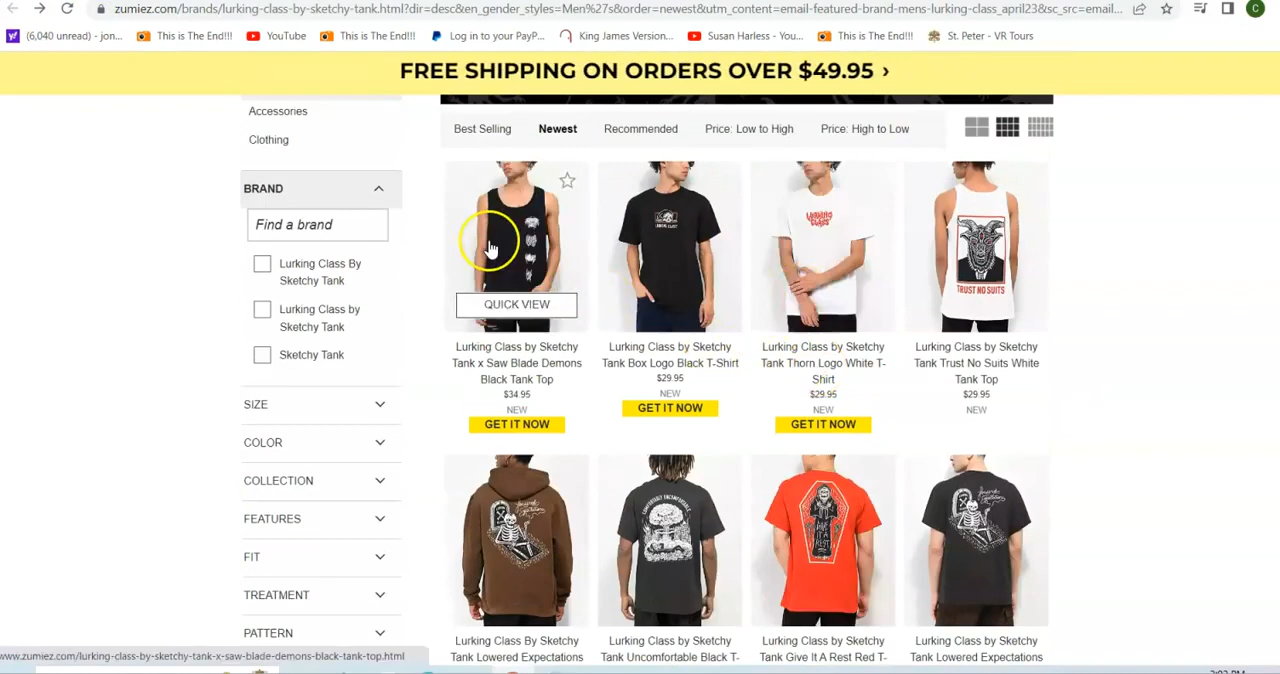 zumiez.com/brands/lurking-class-by-sketchy-tank.html?dir=desc&en_gender_styles=Men%27s&order=newest&utm_content=email-featured-brand-mens-lurking-class_april23&sc_src=email...
C
(6,040 unread) - jon... This is The End!!! YouTube This is The End!!! Log in to your PayP... King James Version... Susan Harless - You... This is The End!!! St. Peter - VR Tours
FREE SHIPPING ON ORDERS OVER $49.95 ›
Accessories
Clothing
BRAND
Find a brand
Lurking Class By
Sketchy Tank
Lurking Class by
Sketchy Tank
Sketchy Tank
SIZE
COLOR
COLLECTION
FEATURES
FIT
TREATMENT
PATTERN
Best Selling Newest Recommended Price: Low to High Price: High to Low
LURKING CLASS
LURKING
CLASS
TRUST NO SUITS
QUICK VIEW
Lurking Class by Sketchy
Tank x Saw Blade Demons
Black Tank Top
$34.95
NEW
GET IT NOW
Lurking Class by Sketchy
Tank Box Logo Black T-Shirt
$29.95
NEW
GET IT NOW
Lurking Class by Sketchy
Tank Thorn Logo White T-
Shirt
$29.95
NEW
GET IT NOW
Lurking Class by Sketchy
Tank Trust No Suits White
Tank Top
$29.95
NEW
COMFORTABLY UNCOMFORTABLE
GIVE IT A REST
Lurking Class By Sketchy
Tank Lowered Expectations
Lurking Class by Sketchy
Tank Uncomfortable Black T-
Lurking Class by Sketchy
Tank Give It A Rest Red T-
Lurking Class by Sketchy
Tank Lowered Expectations
www.zumiez.com/lurking-class-by-sketchy-tank-x-saw-blade-demons-black-tank-top.html